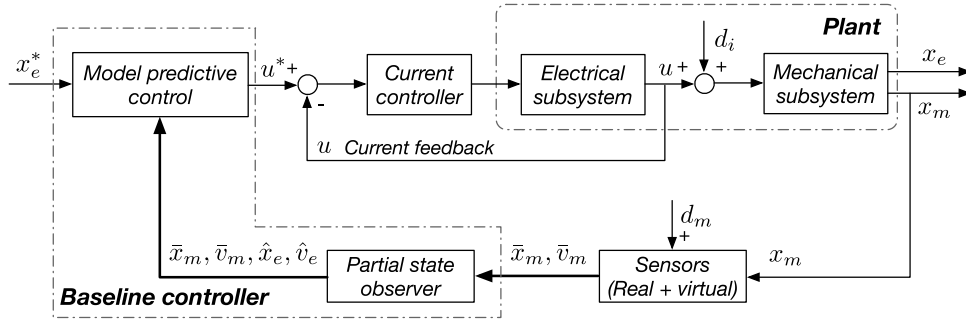 Plant
x_e^*
Model predictive
control
u^* +
-
Current
controller
Electrical
subsystem
u +
d_i
+
Mechanical
subsystem
x_e
x_m
u Current feedback
x̅_m, v̅_m, x̂_e, v̂_e
Partial state
observer
x̅_m, v̅_m
d_m
+
Sensors
(Real + virtual)
x_m
Baseline controller